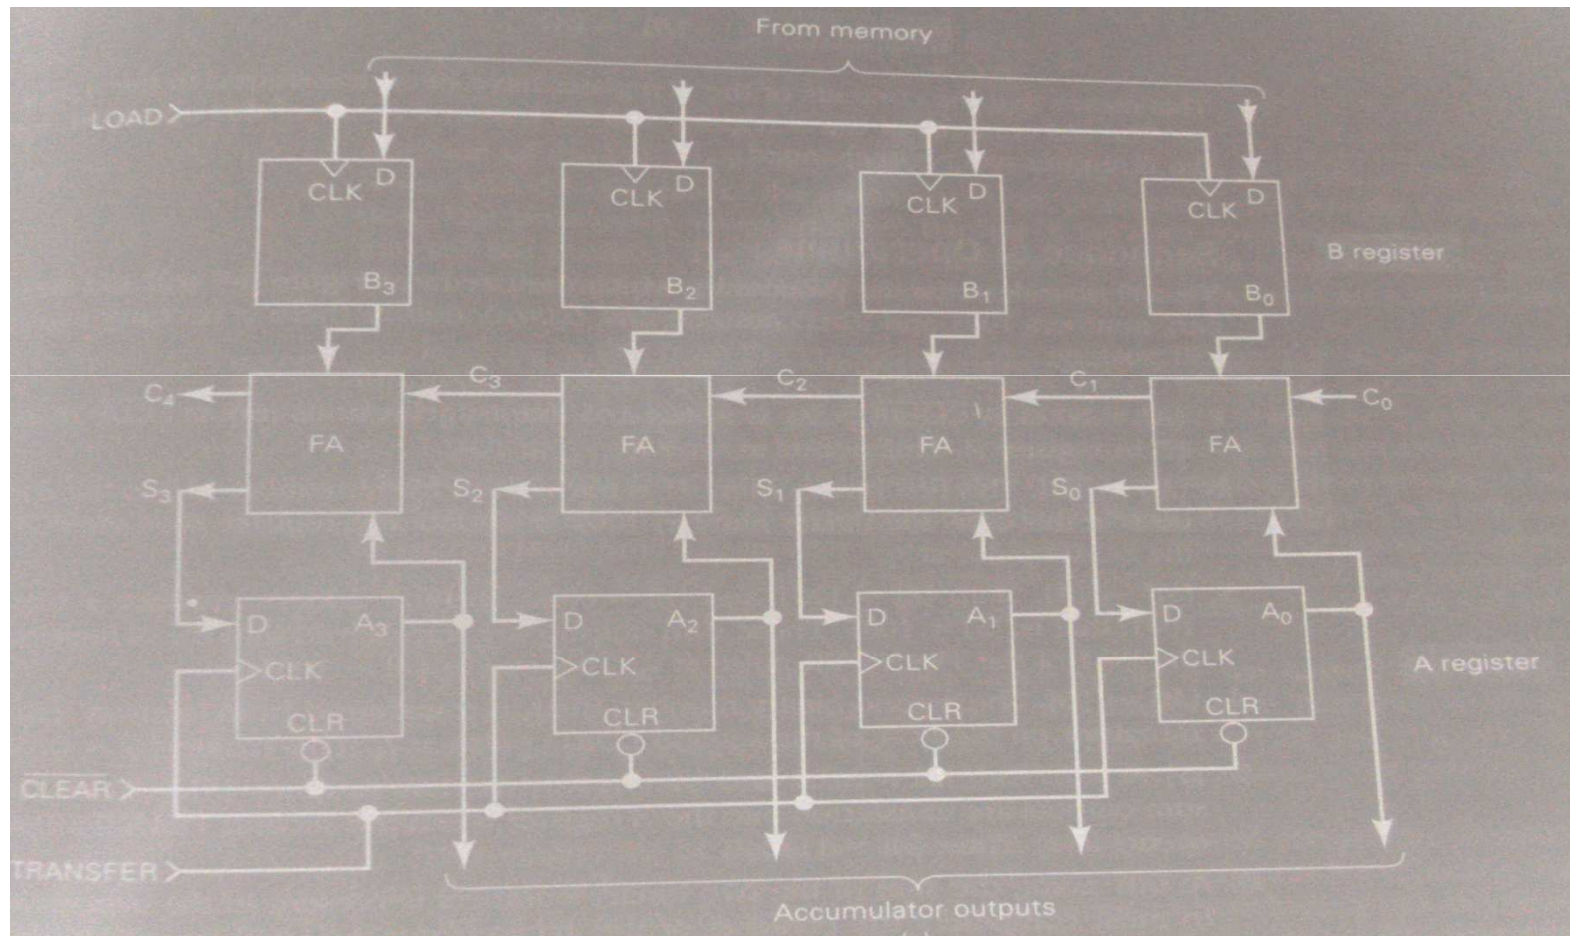 From memory
LOAD
CLK D
CLK D
CLK D
CLK D
B register
B₃
B₂
B₁
B₀
C₄
C₃
C₂
C₁
C₀
FA
FA
FA
FA
S₃
S₂
S₁
S₀
D A₃
D A₂
D A₁
D A₀
CLK
CLK
CLK
CLK
A register
CLR
CLR
CLR
CLR
CLEAR
TRANSFER
Accumulator outputs